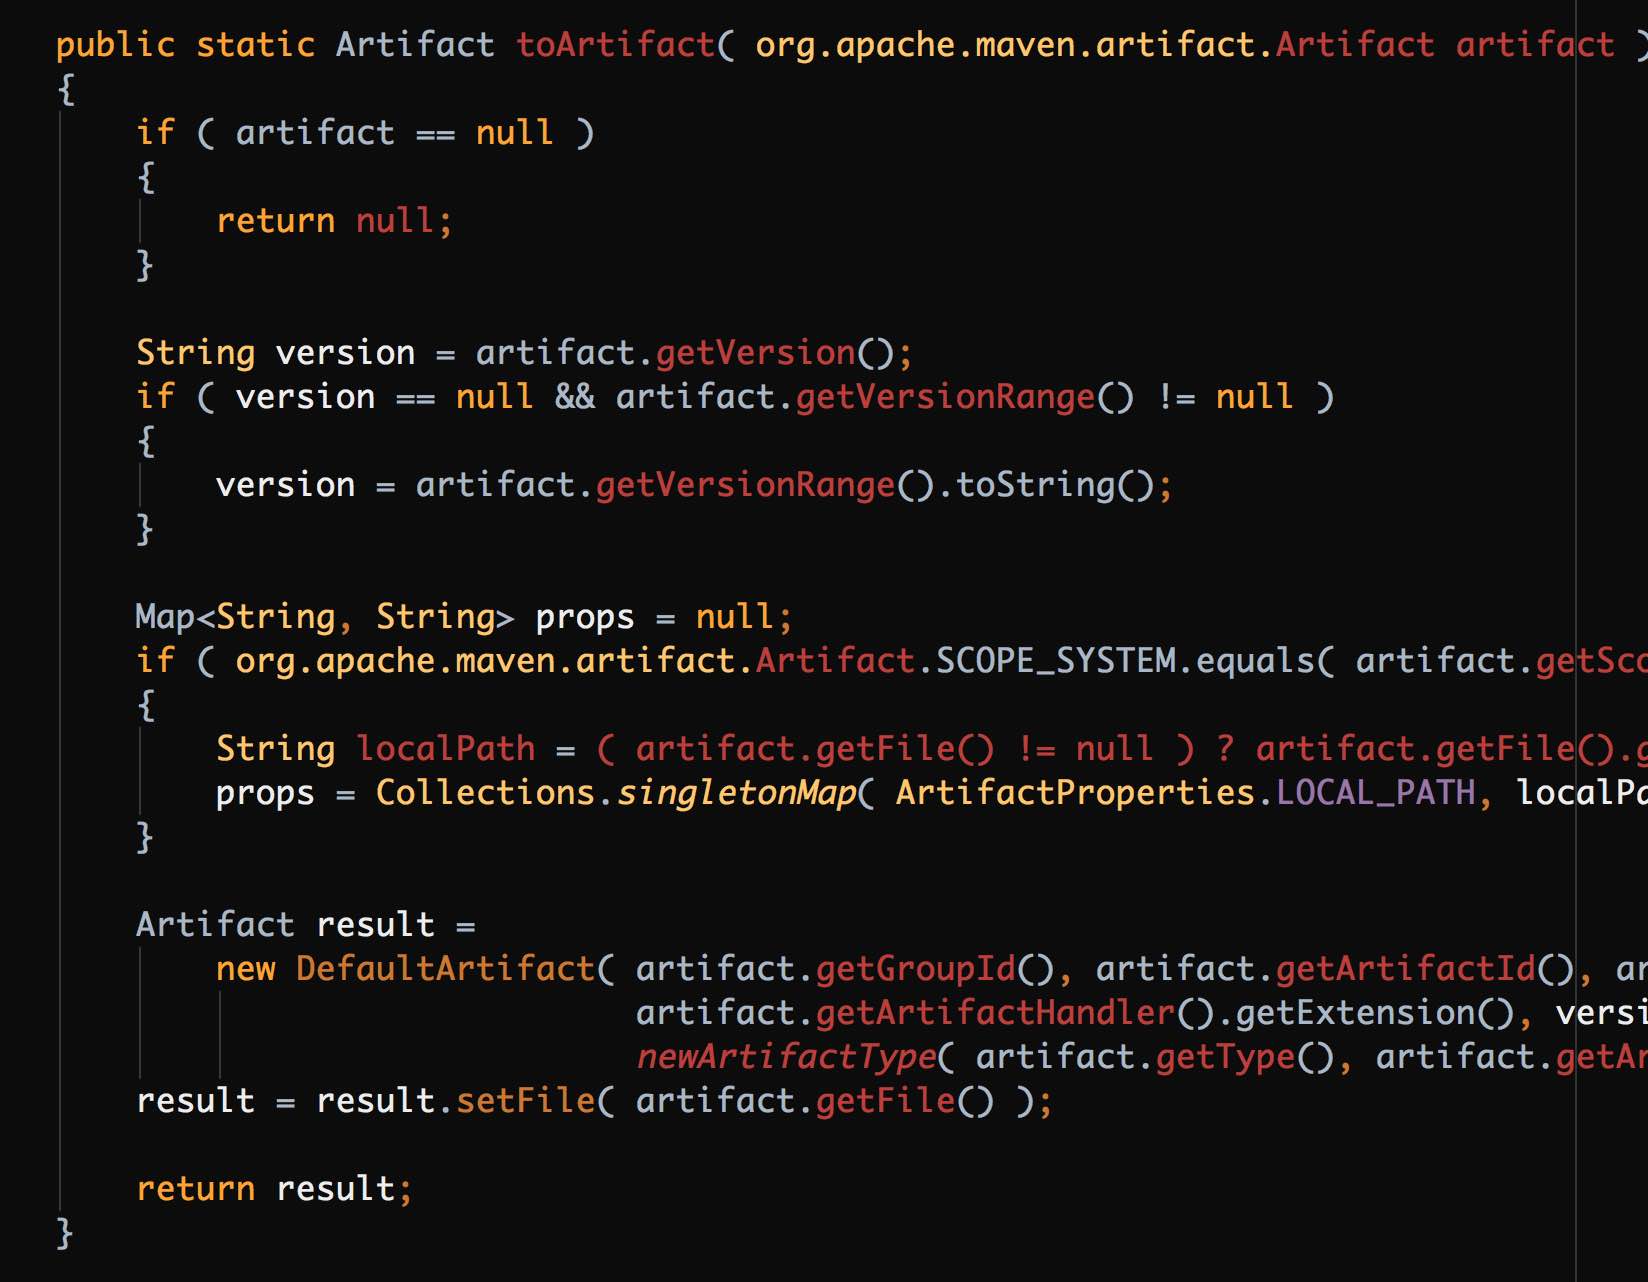 public static Artifact toArtifact( org.apache.maven.artifact.Artifact artifact )
{
    if ( artifact == null )
    {
        return null;
    }

    String version = artifact.getVersion();
    if ( version == null && artifact.getVersionRange() != null )
    {
        version = artifact.getVersionRange().toString();
    }

    Map<String, String> props = null;
    if ( org.apache.maven.artifact.Artifact.SCOPE_SYSTEM.equals( artifact.getSco
    {
        String localPath = ( artifact.getFile() != null ) ? artifact.getFile().g
        props = Collections.singletonMap( ArtifactProperties.LOCAL_PATH, localPa
    }

    Artifact result =
        new DefaultArtifact( artifact.getGroupId(), artifact.getArtifactId(), ar
                             artifact.getArtifactHandler().getExtension(), versi
                             newArtifactType( artifact.getType(), artifact.getAr
    result = result.setFile( artifact.getFile() );

    return result;
}